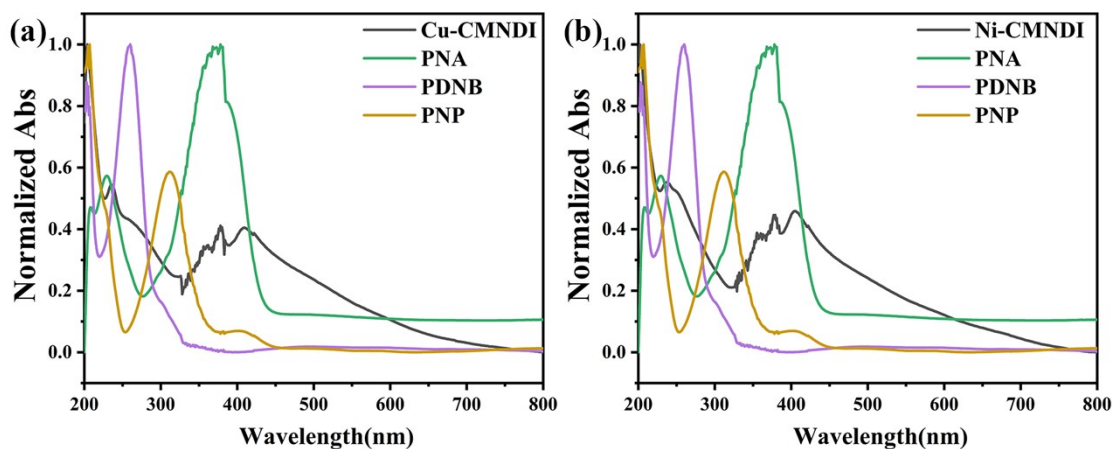 (a)
Cu-CMNDI
PNA
PDNB
PNP
Normalized Abs
1.0
0.8
0.6
0.4
0.2
0.0
200 300 400 500 600 700 800
Wavelength(nm)
(b)
Ni-CMNDI
PNA
PDNB
PNP
Normalized Abs
1.0
0.8
0.6
0.4
0.2
0.0
200 300 400 500 600 700 800
Wavelength(nm)